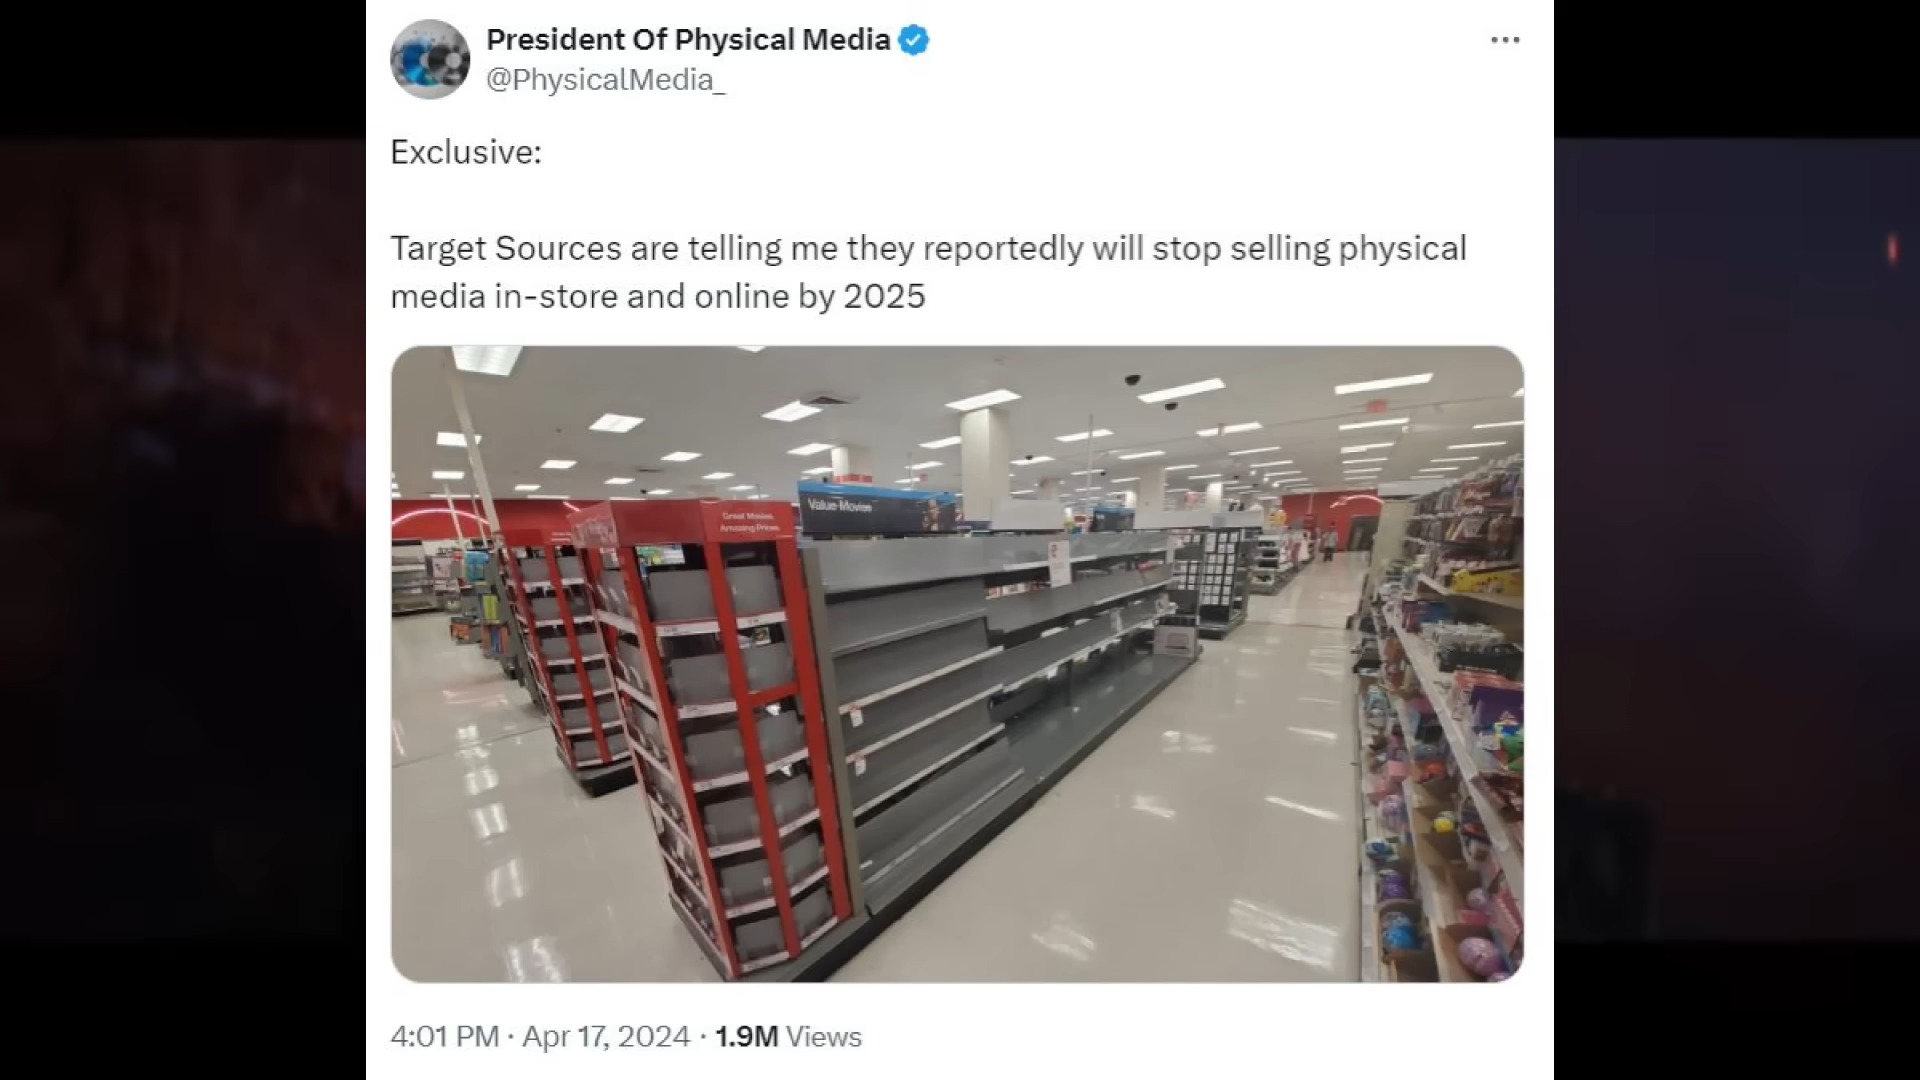 President Of Physical Media
@PhysicalMedia_
Exclusive:
Target Sources are telling me they reportedly will stop selling physical
media in-store and online by 2025
Value Movies
Great Movies
Amazing Prices
4:01 PM · Apr 17, 2024 · 1.9M Views